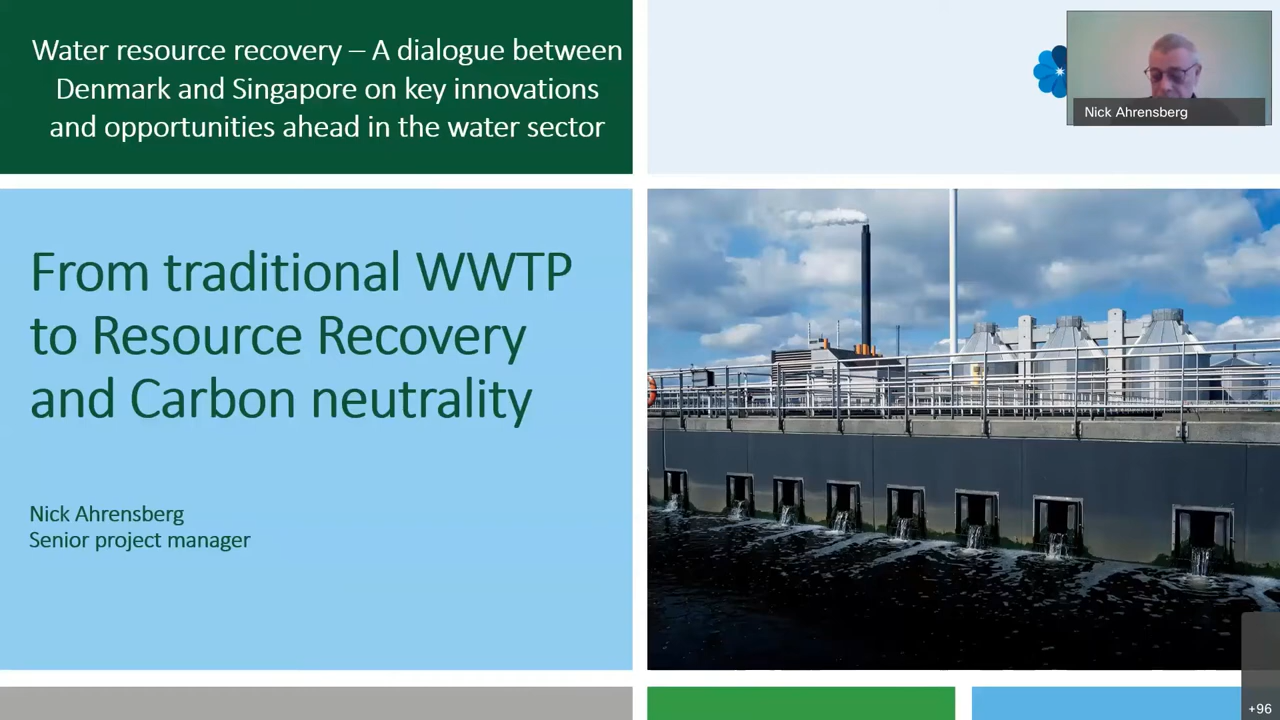 Water resource recovery – A dialogue between
Denmark and Singapore on key innovations
and opportunities ahead in the water sector
Nick Ahrensberg
From traditional WWTP
to Resource Recovery
and Carbon neutrality
Nick Ahrensberg
Senior project manager
+96